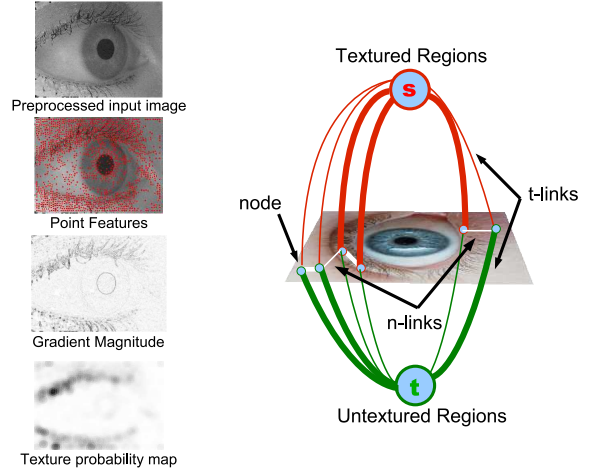 Preprocessed input image
Point Features
Gradient Magnitude
Texture probability map
Textured Regions
s
t-links
node
n-links
t
Untextured Regions